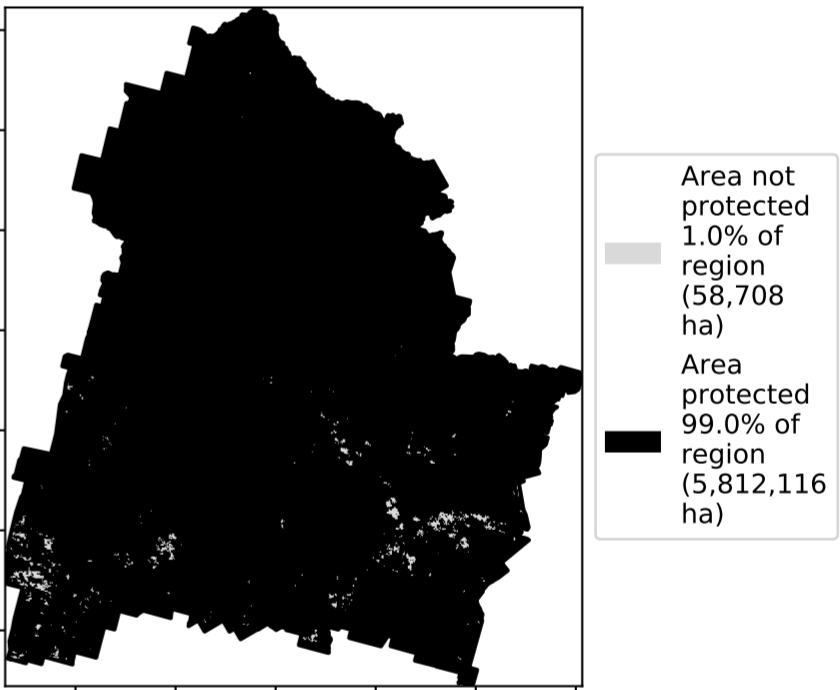 Area not
protected
1.0% of
region
(58,708
ha)
Area
protected
99.0% of
region
(5,812,116
ha)